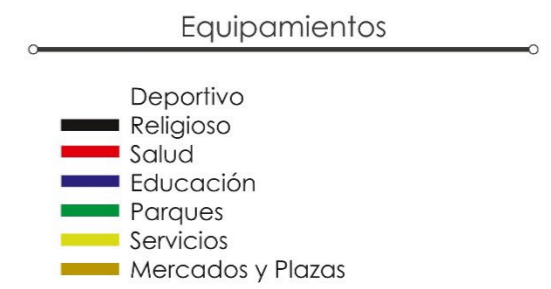 Equipamientos
Deportivo
Religioso
Salud
Educación
Parques
Servicios
Mercados y Plazas